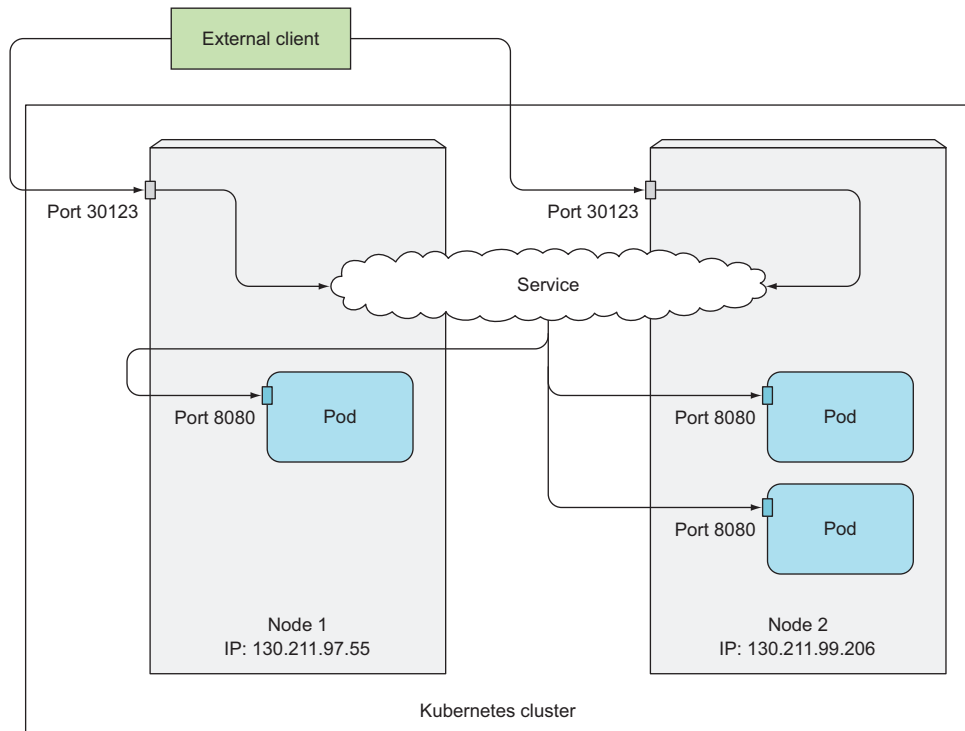 External client
Port 30123
Port 30123
Service
Port 8080
Pod
Port 8080
Pod
Port 8080
Pod
Node 1
IP: 130.211.97.55
Node 2
IP: 130.211.99.206
Kubernetes cluster